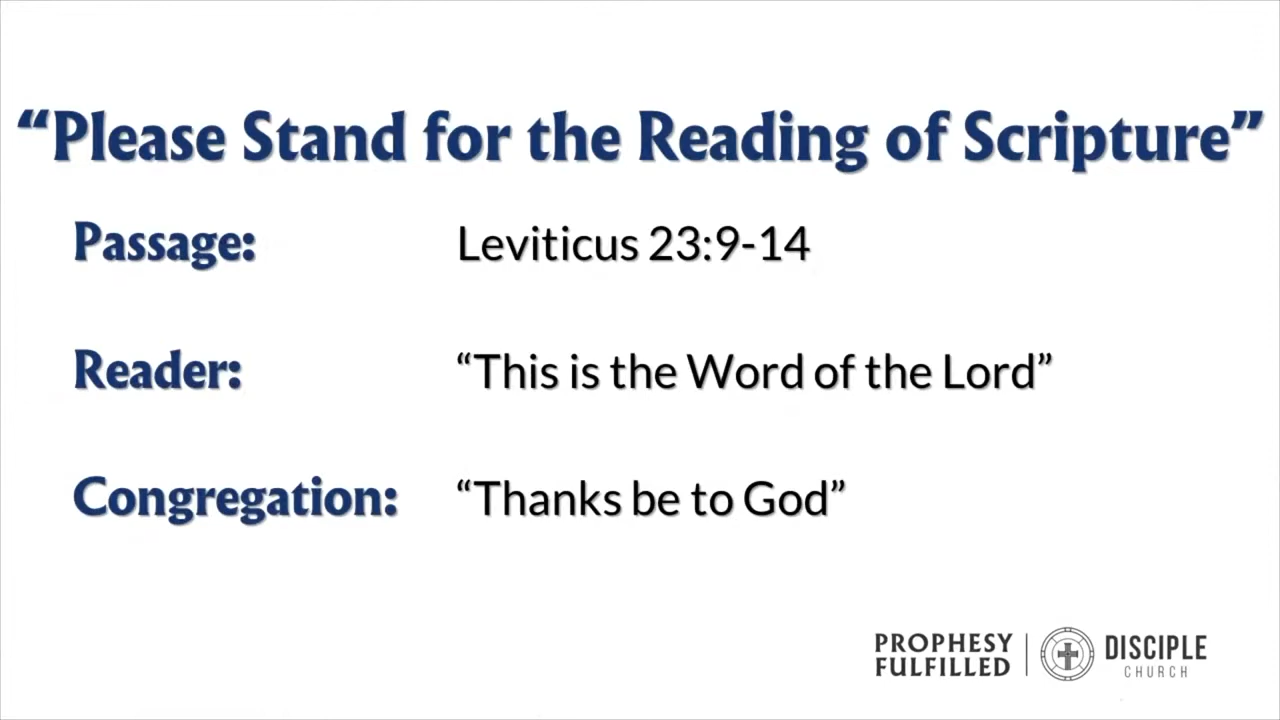 “Please Stand for the Reading of Scripture”
Passage: Leviticus 23:9-14
Reader: “This is the Word of the Lord”
Congregation: “Thanks be to God”
PROPHESY
FULFILLED
DISCIPLE
CHURCH